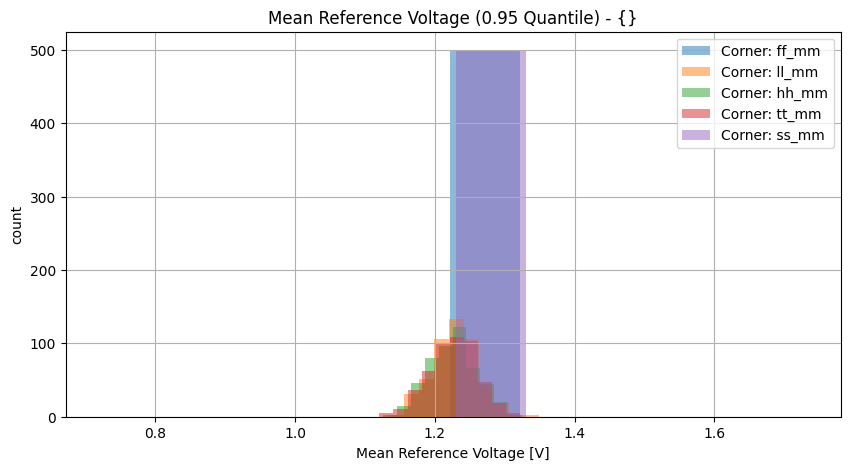 Mean Reference Voltage (0.95 Quantile) - {}
500
400
300
200
100
0
count
0.8
1.0
1.2
1.4
1.6
Mean Reference Voltage [V]
Corner: ff_mm
Corner: ll_mm
Corner: hh_mm
Corner: tt_mm
Corner: ss_mm